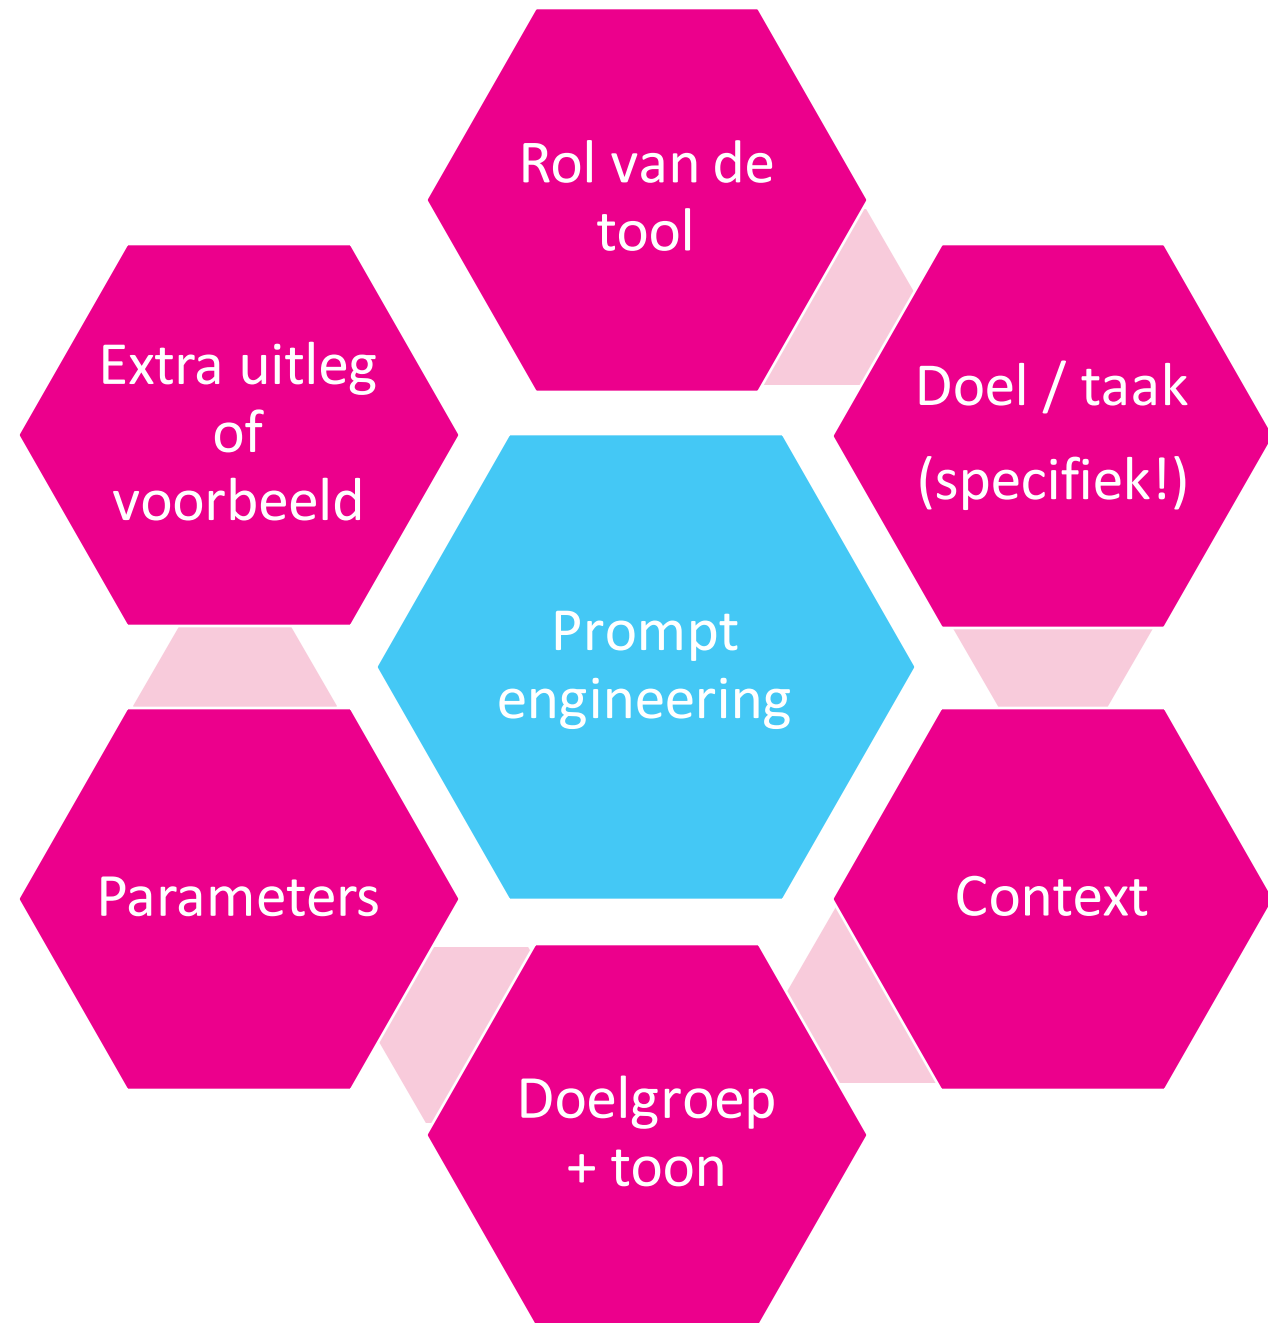 Rol van de
tool
Doel / taak
(specifiek!)
Context
Doelgroep
+ toon
Parameters
Extra uitleg
of
voorbeeld
Prompt
engineering